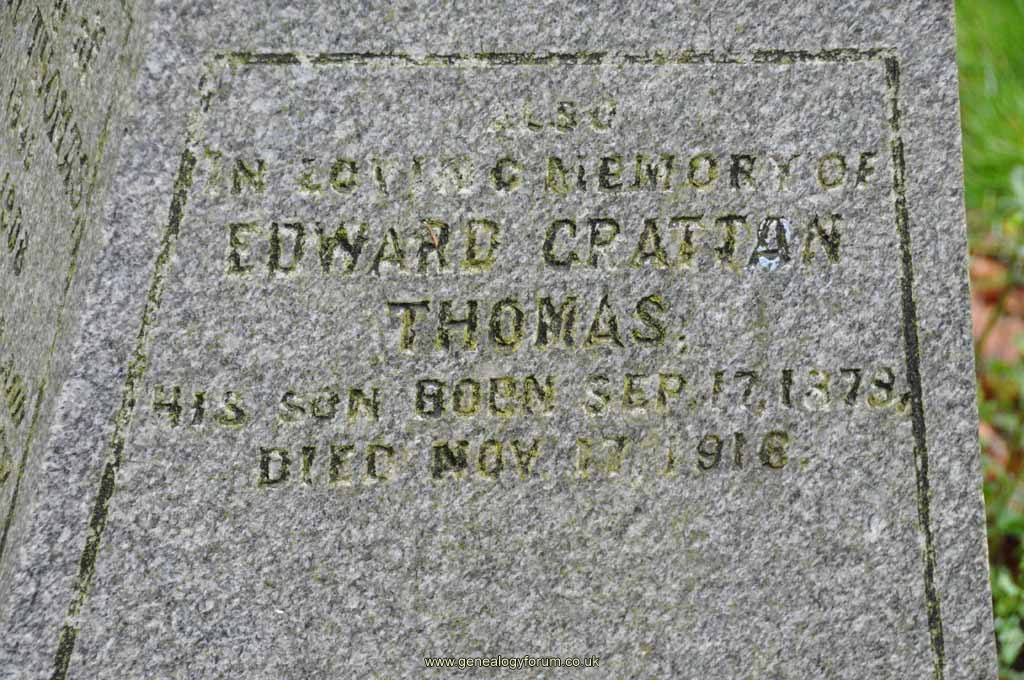 ALSO
IN LOVING MEMORY OF
EDWARD GRATTAN
THOMAS,
HIS SON BORN SEP. 17, 1873,
DIED NOV 17 1916.
www.genealogyforum.co.uk